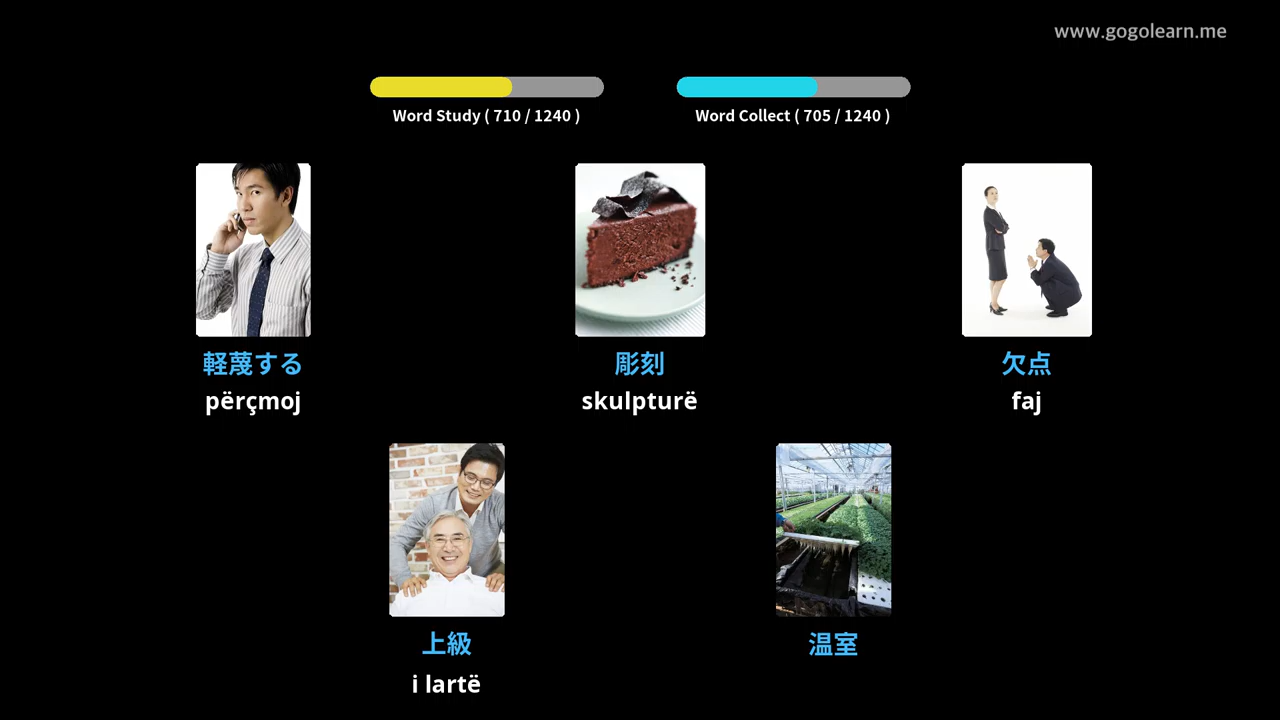 www.gogolearn.me
Word Study ( 710 / 1240 )
Word Collect ( 705 / 1240 )
軽蔑する
përçmoj
彫刻
skulpturë
欠点
faj
上級
i lartë
温室